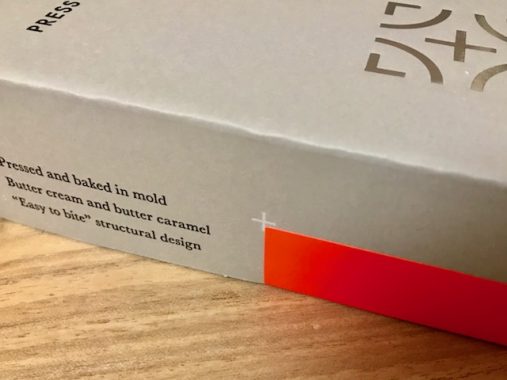 PRESS
Pressed and baked in mold
Butter cream and butter caramel
“Easy to bite” structural design